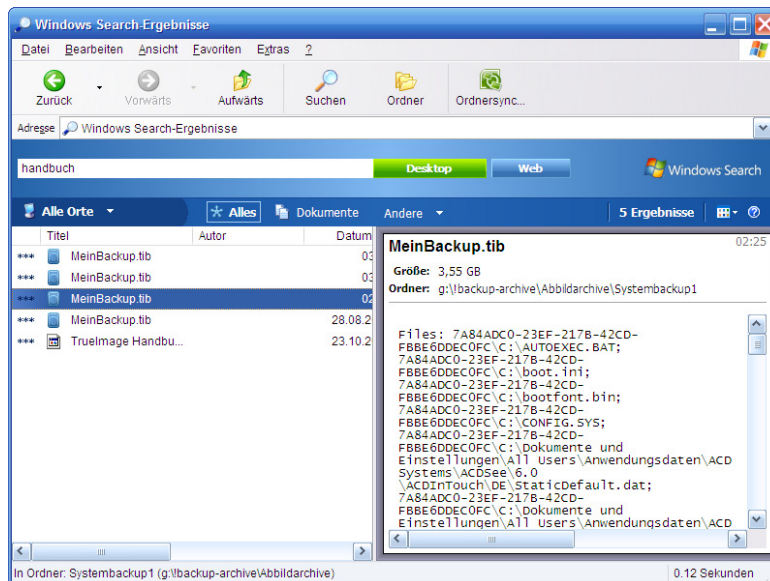 Windows Search-Ergebnisse
Datei Bearbeiten Ansicht Favoriten Extras ?
Zurück Vorwärts Aufwärts Suchen Ordner Ordnersync...
Adresse Windows Search-Ergebnisse
handbuch Desktop Web Windows Search
Alle Orte Alles Dokumente Andere 5 Ergebnisse
Titel Autor Datum
*** MeinBackup.tib 03
*** MeinBackup.tib 03
*** MeinBackup.tib 02
*** MeinBackup.tib 28.08.2
*** TrueImage Handbu... 23.10.2
MeinBackup.tib 02:25
Größe: 3,55 GB
Ordner: g:\!backup-archive\Abbildarchive\Systembackup1
Files: 7A84ADC0-23EF-217B-42CD-
FBBE6DDEC0FC\C:\AUTOEXEC.BAT;
7A84ADC0-23EF-217B-42CD-
FBBE6DDEC0FC\C:\boot.ini;
7A84ADC0-23EF-217B-42CD-
FBBE6DDEC0FC\C:\bootfont.bin;
7A84ADC0-23EF-217B-42CD-
FBBE6DDEC0FC\C:\CONFIG.SYS;
7A84ADC0-23EF-217B-42CD-
FBBE6DDEC0FC\C:\Dokumente und
Einstellungen\All Users\Anwendungsdaten\ACD
Systems\ACDSee\6.0
\ACDInTouch\DE\StaticDefault.dat;
7A84ADC0-23EF-217B-42CD-
FBBE6DDEC0FC\C:\Dokumente und
Einstellungen\All Users\Anwendungsdaten\ACD
In Ordner: Systembackup1 (g:\!backup-archive\Abbildarchive) 0.12 Sekunden